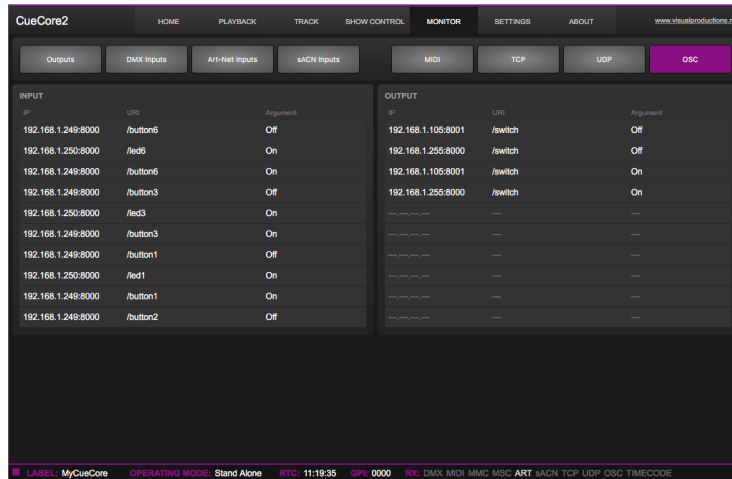 CueCore2 HOME PLAYBACK TRACK SHOW CONTROL MONITOR SETTINGS ABOUT www.visualproductions.n
Outputs DMX Inputs Art-Net Inputs sACN Inputs MIDI TCP UDP OSC
INPUT OUTPUT
IP URI Argument IP URI Argument
192.168.1.249:8000 /button6 Off 192.168.1.105:8001 /switch Off
192.168.1.250:8000 /led6 On 192.168.1.255:8000 /switch Off
192.168.1.249:8000 /button6 On 192.168.1.105:8001 /switch On
192.168.1.249:8000 /button3 Off 192.168.1.255:8000 /switch On
192.168.1.250:8000 /led3 On ---.---.---.--- --- ---
192.168.1.249:8000 /button3 On ---.---.---.--- --- ---
192.168.1.249:8000 /button1 Off ---.---.---.--- --- ---
192.168.1.250:8000 /led1 On ---.---.---.--- --- ---
192.168.1.249:8000 /button1 On ---.---.---.--- --- ---
192.168.1.249:8000 /button2 Off ---.---.---.--- --- ---
LABEL: MyCueCore OPERATING MODE: Stand Alone RTC: 11:19:35 GPI: 0000 RX: DMX MIDI MMC MSC ART sACN TCP UDP OSC TIMECODE